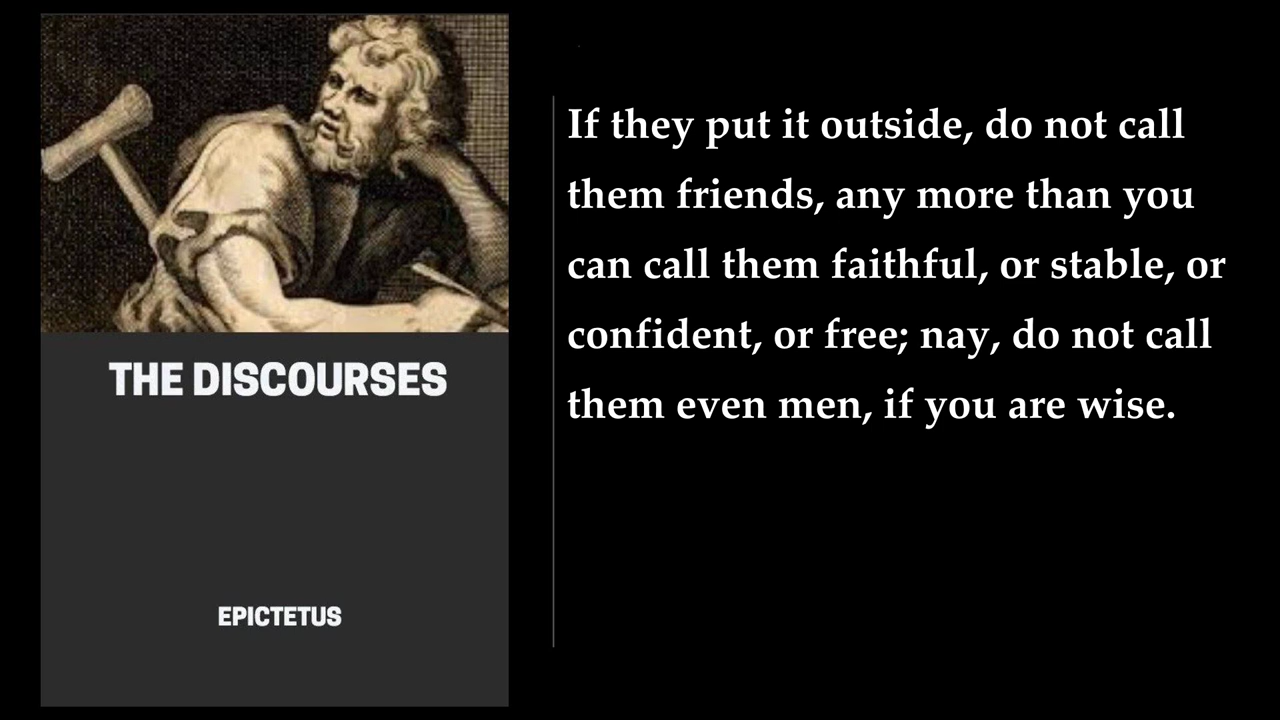 THE DISCOURSES
EPICTETUS
If they put it outside, do not call
them friends, any more than you
can call them faithful, or stable, or
confident, or free; nay, do not call
them even men, if you are wise.